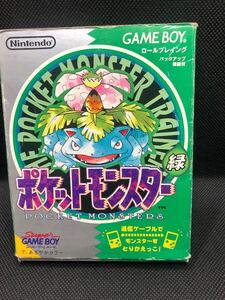 Nintendo
GAME BOY
ロールプレイング
バックアップ
機能付
THE POCKET MONSTER TRAINER
緑
ポケットモンスター
POCKET MONSTERS
通信ケーブルで
モンスターを
とりかえっこ!
Super
GAME BOY